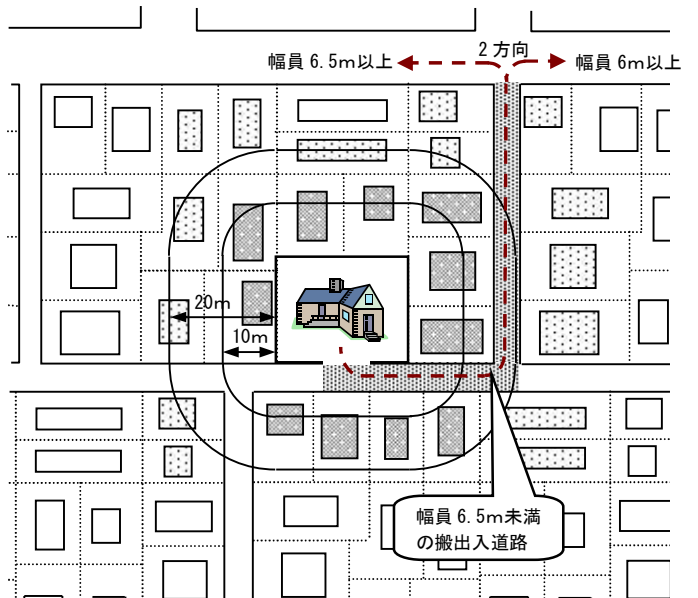 2 方向
幅員 6.5m以上
幅員 6m以上
20m
10m
幅員 6.5m未満
の搬出入道路